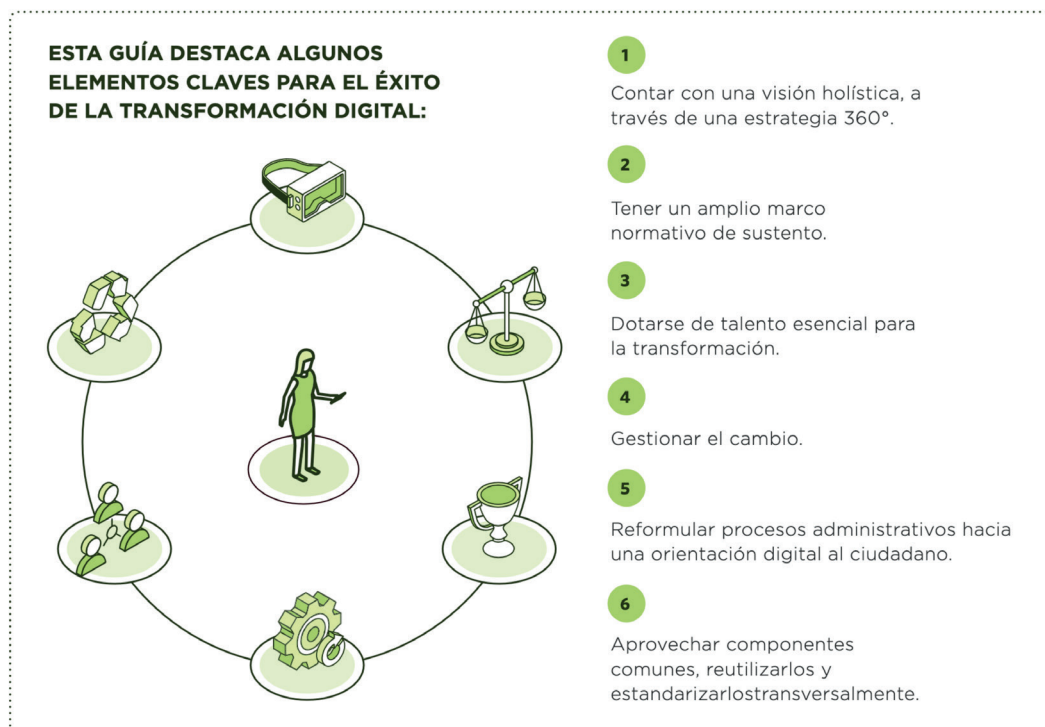 ESTA GUÍA DESTACA ALGUNOS
ELEMENTOS CLAVES PARA EL ÉXITO
DE LA TRANSFORMACIÓN DIGITAL:
1
Contar con una visión holística, a
través de una estrategia 360°.
2
Tener un amplio marco
normativo de sustento.
3
Dotarse de talento esencial para
la transformación.
4
Gestionar el cambio.
5
Reformular procesos administrativos hacia
una orientación digital al ciudadano.
6
Aprovechar componentes
comunes, reutilizarlos y
estandarizarlostransversalmente.